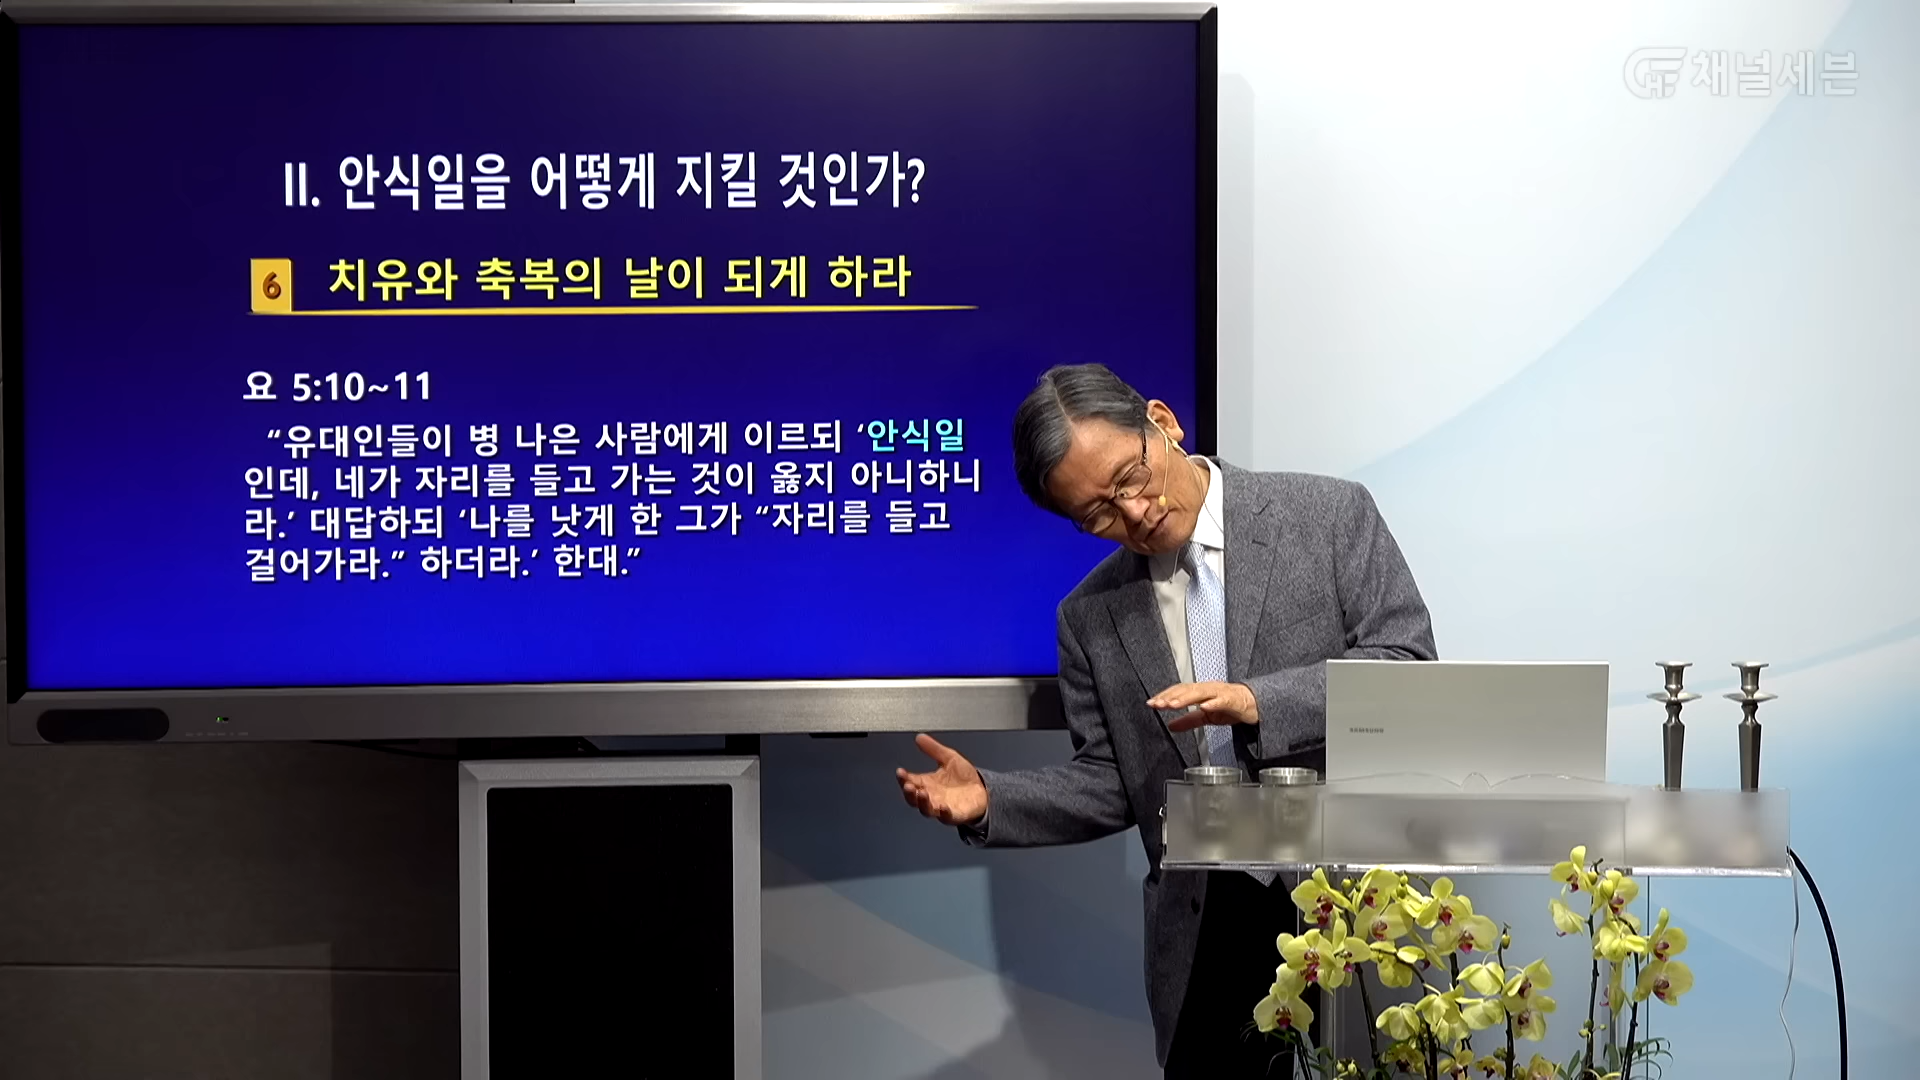 채널세븐
II. 안식일을 어떻게 지킬 것인가?
6 치유와 축복의 날이 되게 하라
요 5:10~11
“유대인들이 병 나은 사람에게 이르되 ‘안식일
인데, 네가 자리를 들고 가는 것이 옳지 아니하니
라.’ 대답하되 ‘나를 낫게 한 그가 “자리를 들고
걸어가라.” 하더라.’ 한대.”
SAMSUNG